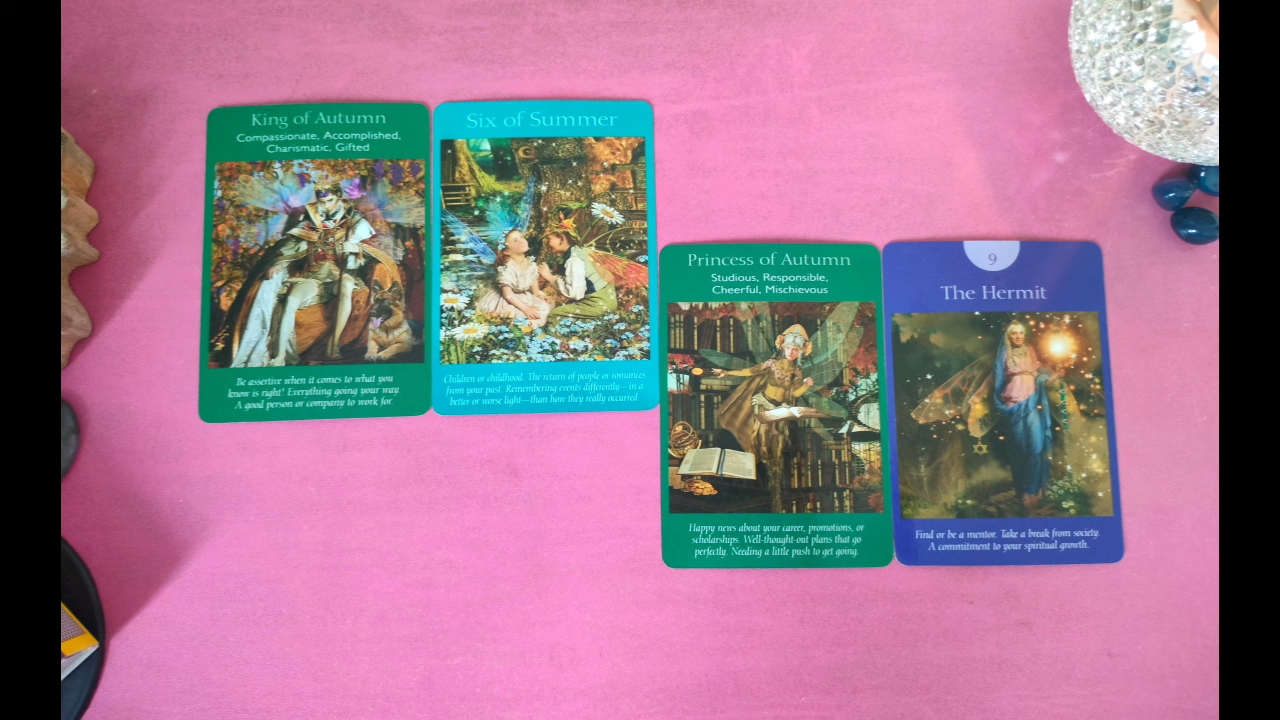 King of Autumn
Compassionate, Accomplished,
Charismatic, Gifted
Be assertive when it comes to what you
know is right! Everything going your way.
A good person or company to work for.
Six of Summer
Children or childhood. The return of people or romances
from your past. Remembering events differently—in a
better or worse light—than how they really occurred.
Princess of Autumn
Studious, Responsible,
Cheerful, Mischievous
Happy news about your career, promotions, or
scholarships. Well-thought-out plans that go
perfectly. Needing a little push to get going.
9
The Hermit
Find or be a mentor. Take a break from society.
A commitment to your spiritual growth.